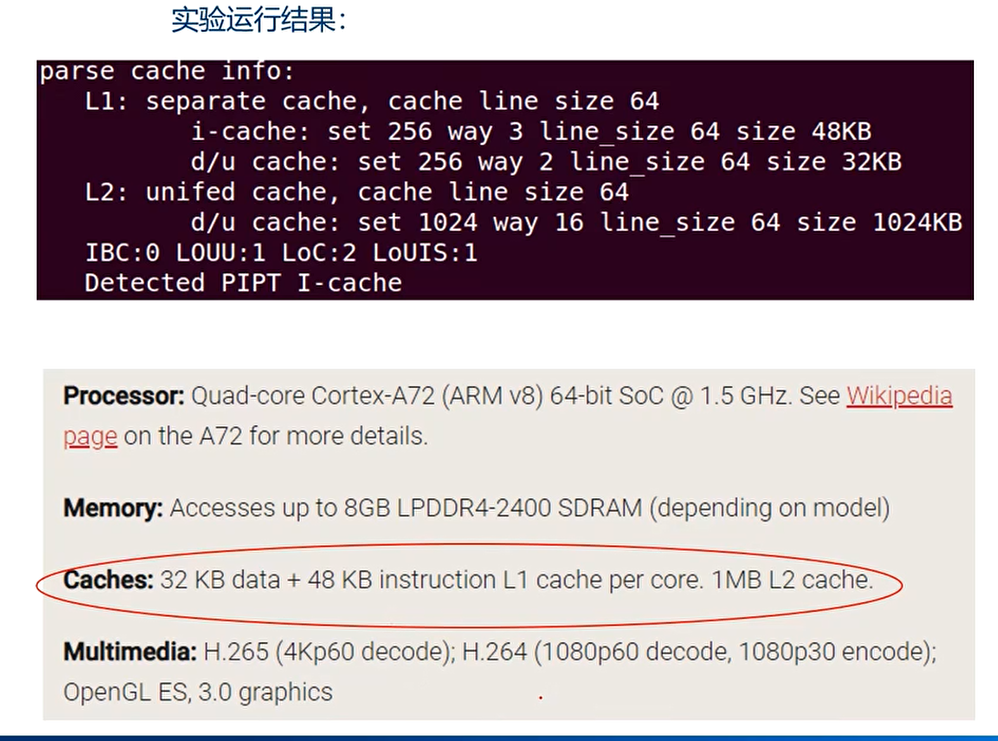 实验运行结果：
parse cache info:
L1: separate cache, cache line size 64
i-cache: set 256 way 3 line_size 64 size 48KB
d/u cache: set 256 way 2 line_size 64 size 32KB
L2: unifed cache, cache line size 64
d/u cache: set 1024 way 16 line_size 64 size 1024KB
IBC:0 LOUU:1 LoC:2 LoUIS:1
Detected PIPT I-cache
Processor: Quad-core Cortex-A72 (ARM v8) 64-bit SoC @ 1.5 GHz. See Wikipedia
page on the A72 for more details.
Memory: Accesses up to 8GB LPDDR4-2400 SDRAM (depending on model)
Caches: 32 KB data + 48 KB instruction L1 cache per core. 1MB L2 cache.
Multimedia: H.265 (4Kp60 decode); H.264 (1080p60 decode, 1080p30 encode);
OpenGL ES, 3.0 graphics